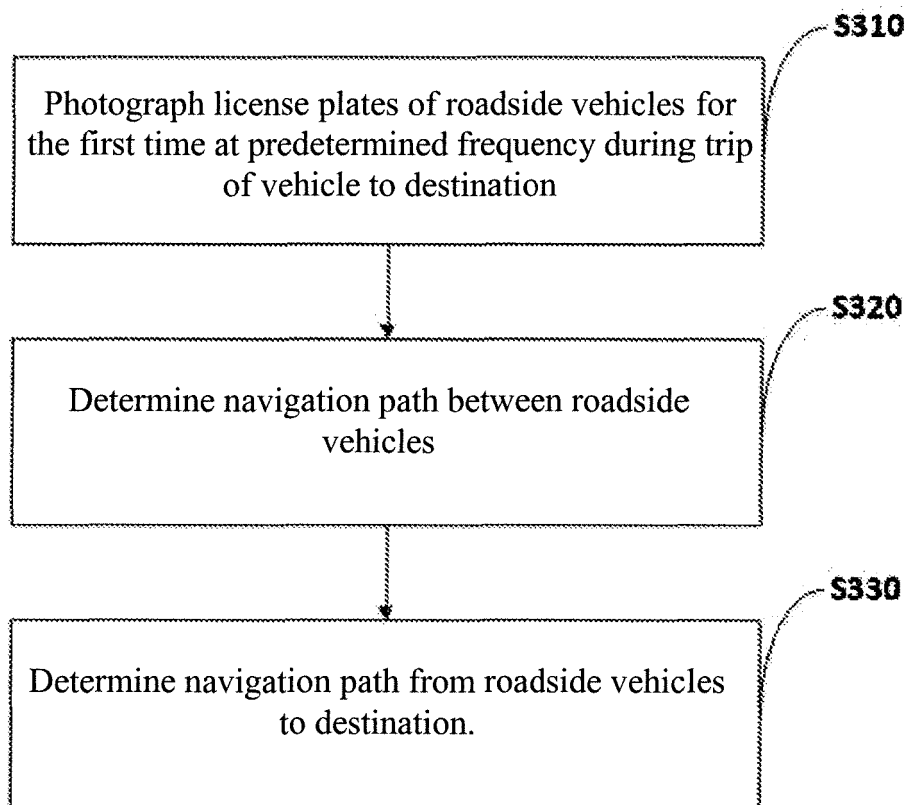 S310
Photograph license plates of roadside vehicles for
the first time at predetermined frequency during trip
of vehicle to destination
S320
Determine navigation path between roadside
vehicles
S330
Determine navigation path from roadside vehicles
to destination.